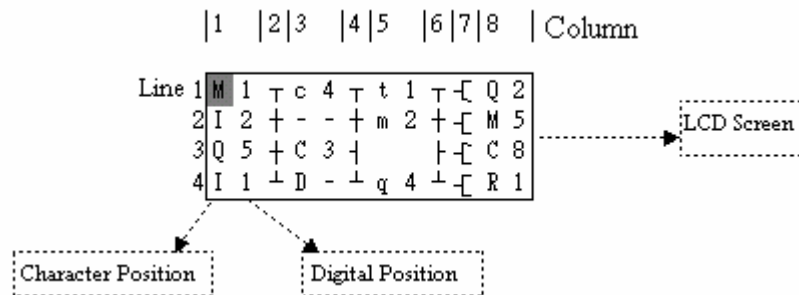 |1 |2|3 |4|5 |6|7|8 | Column
Line 1 M 1 ┬ c 4 ┬ t 1 ┬ -[ Q 2
2 I 2 ┼ - - ┼ m 2 ┼ -[ M 5
LCD Screen
3 Q 5 ┼ C 3 ┤ ├ -[ C 8
4 I 1 ┴ D - ┴ q 4 ┴ -[ R 1
Character Position
Digital Position